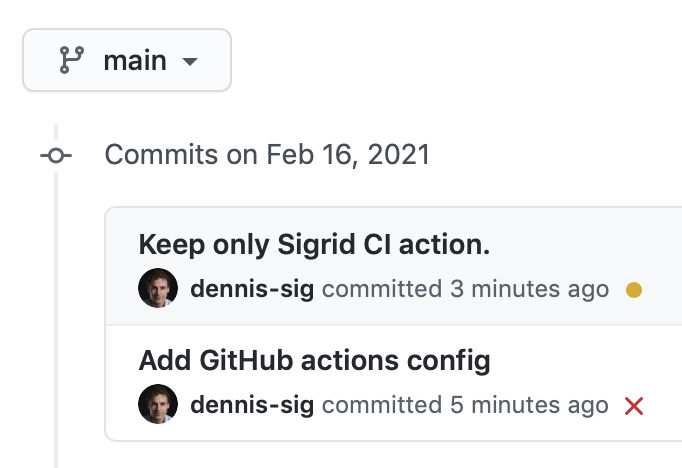 main
Commits on Feb 16, 2021
Keep only Sigrid CI action.
dennis-sig committed 3 minutes ago
Add GitHub actions config
dennis-sig committed 5 minutes ago